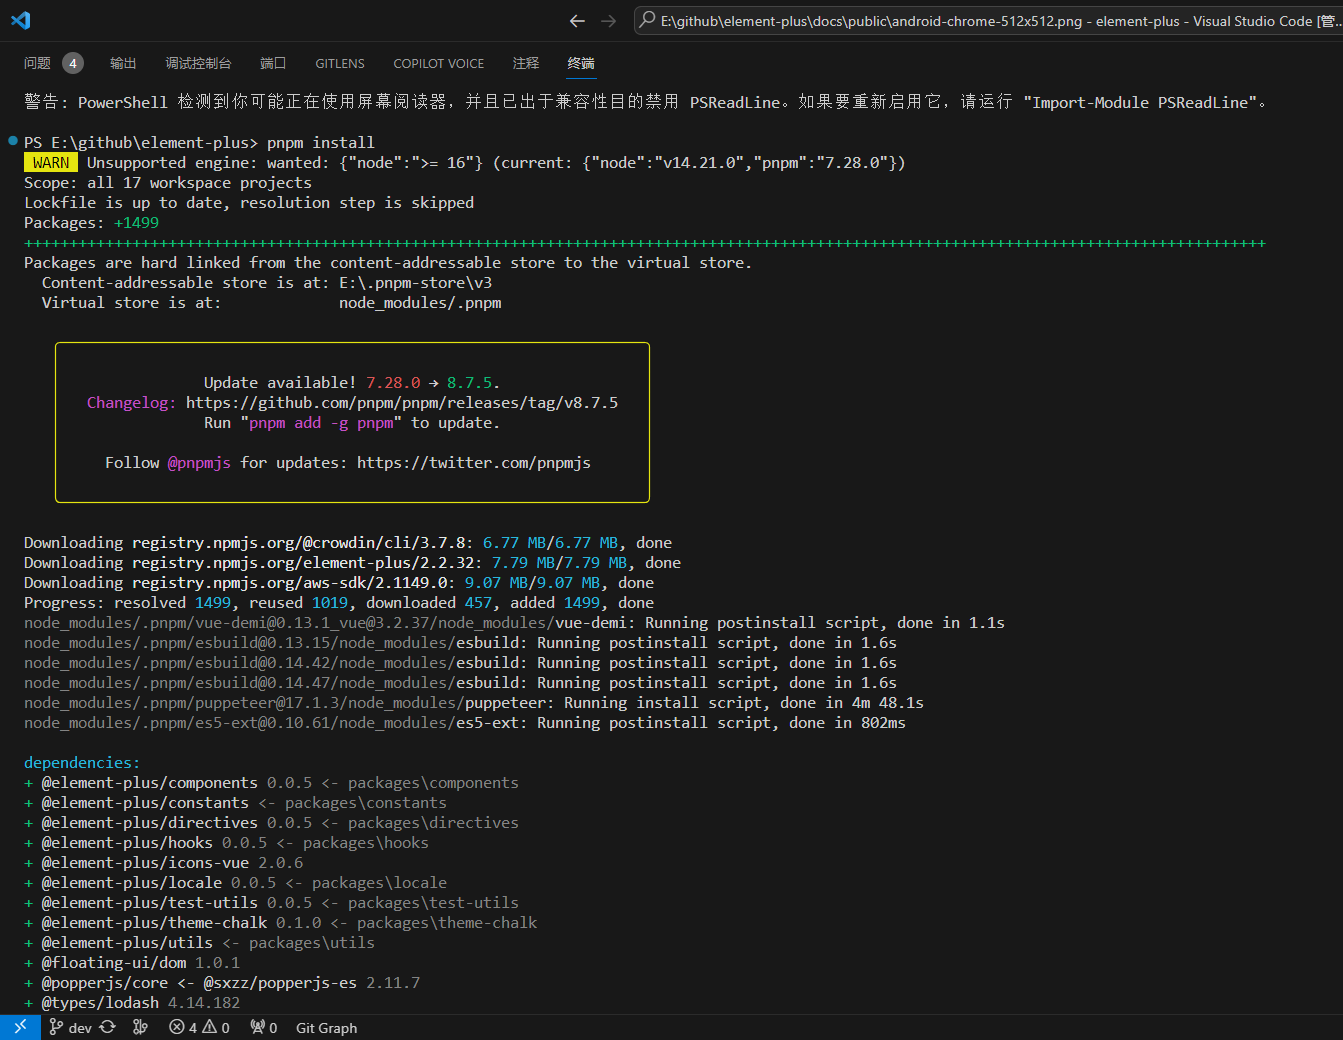 E:\github\element-plus\docs\public\android-chrome-512x512.png - element-plus - Visual Studio Code [管...
问题 4 输出 调试控制台 端口 GITLENS COPILOT VOICE 注释 终端
警告: PowerShell 检测到你可能正在使用屏幕阅读器，并且已出于兼容性目的禁用 PSReadLine。如果要重新启用它，请运行 "Import-Module PSReadLine"。
PS E:\github\element-plus> pnpm install
WARN Unsupported engine: wanted: {"node":">= 16"} (current: {"node":"v14.21.0","pnpm":"7.28.0"})
Scope: all 17 workspace projects
Lockfile is up to date, resolution step is skipped
Packages: +1499
++++++++++++++++++++++++++++++++++++++++++++++++++++++++++++++++++++++++++++++++++++++++++++++++++++++++++++++++++++++++++++++++++++++++++
Packages are hard linked from the content-addressable store to the virtual store.
Content-addressable store is at: E:\.pnpm-store\v3
Virtual store is at: node_modules/.pnpm
Update available! 7.28.0 → 8.7.5.
Changelog: https://github.com/pnpm/pnpm/releases/tag/v8.7.5
Run "pnpm add -g pnpm" to update.
Follow @pnpmjs for updates: https://twitter.com/pnpmjs
Downloading registry.npmjs.org/@crowdin/cli/3.7.8: 6.77 MB/6.77 MB, done
Downloading registry.npmjs.org/element-plus/2.2.32: 7.79 MB/7.79 MB, done
Downloading registry.npmjs.org/aws-sdk/2.1149.0: 9.07 MB/9.07 MB, done
Progress: resolved 1499, reused 1019, downloaded 457, added 1499, done
node_modules/.pnpm/vue-demi@0.13.1_vue@3.2.37/node_modules/vue-demi: Running postinstall script, done in 1.1s
node_modules/.pnpm/esbuild@0.13.15/node_modules/esbuild: Running postinstall script, done in 1.6s
node_modules/.pnpm/esbuild@0.14.42/node_modules/esbuild: Running postinstall script, done in 1.6s
node_modules/.pnpm/esbuild@0.14.47/node_modules/esbuild: Running postinstall script, done in 1.6s
node_modules/.pnpm/puppeteer@17.1.3/node_modules/puppeteer: Running install script, done in 4m 48.1s
node_modules/.pnpm/es5-ext@0.10.61/node_modules/es5-ext: Running postinstall script, done in 802ms
dependencies:
+ @element-plus/components 0.0.5 <- packages\components
+ @element-plus/constants <- packages\constants
+ @element-plus/directives 0.0.5 <- packages\directives
+ @element-plus/hooks 0.0.5 <- packages\hooks
+ @element-plus/icons-vue 2.0.6
+ @element-plus/locale 0.0.5 <- packages\locale
+ @element-plus/test-utils 0.0.5 <- packages\test-utils
+ @element-plus/theme-chalk 0.1.0 <- packages\theme-chalk
+ @element-plus/utils <- packages\utils
+ @floating-ui/dom 1.0.1
+ @popperjs/core <- @sxzz/popperjs-es 2.11.7
+ @types/lodash 4.14.182
dev 4 0 0 Git Graph